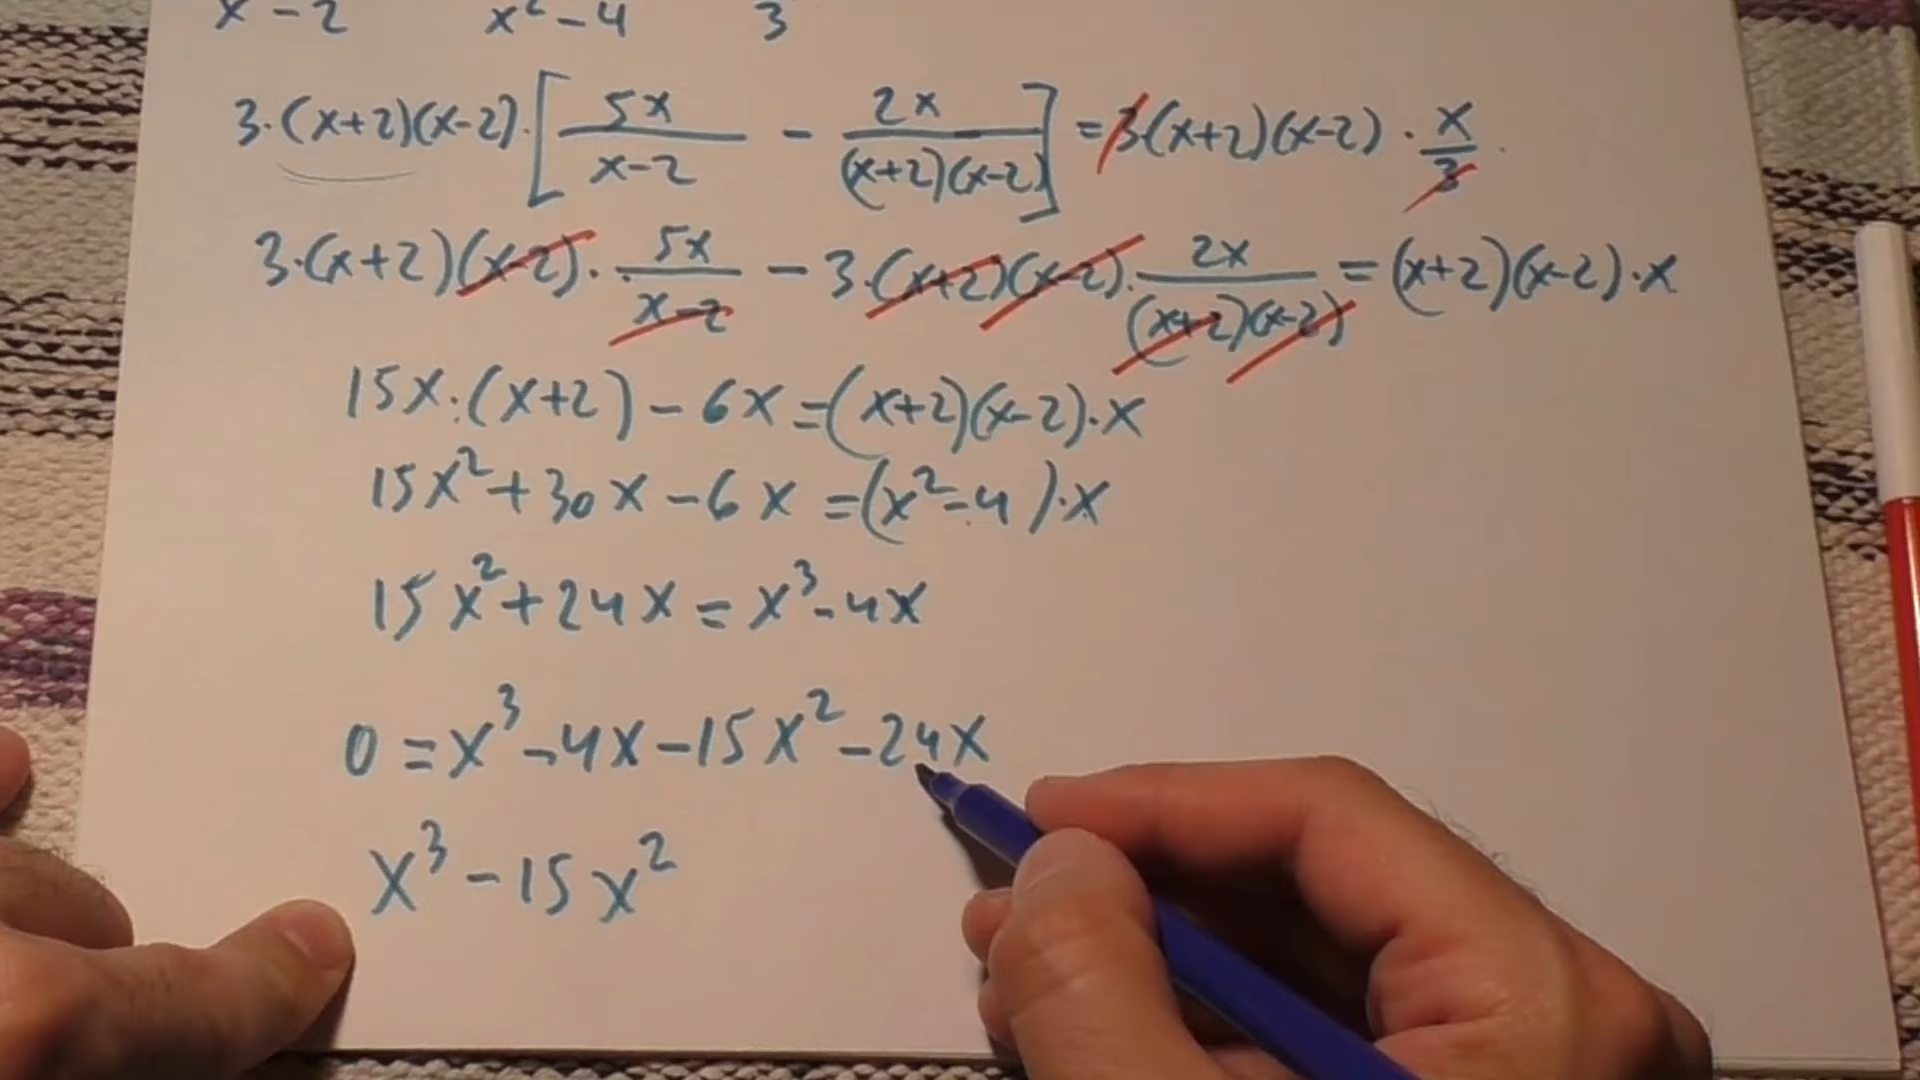 x - 2 x² - 4 3
3·(x+2)(x-2)·[5x/(x-2) - 2x/((x+2)(x-2))] = 3(x+2)(x-2)·x/3
3·(x+2)(x-2)·5x/(x-2) - 3·(x+2)(x-2)·2x/((x+2)(x-2)) = (x+2)(x-2)·x
15x·(x+2) - 6x = (x+2)(x-2)·x
15x² + 30x - 6x = (x² - 4)·x
15x² + 24x = x³ - 4x
0 = x³ - 4x - 15x² - 24x
x³ - 15x²